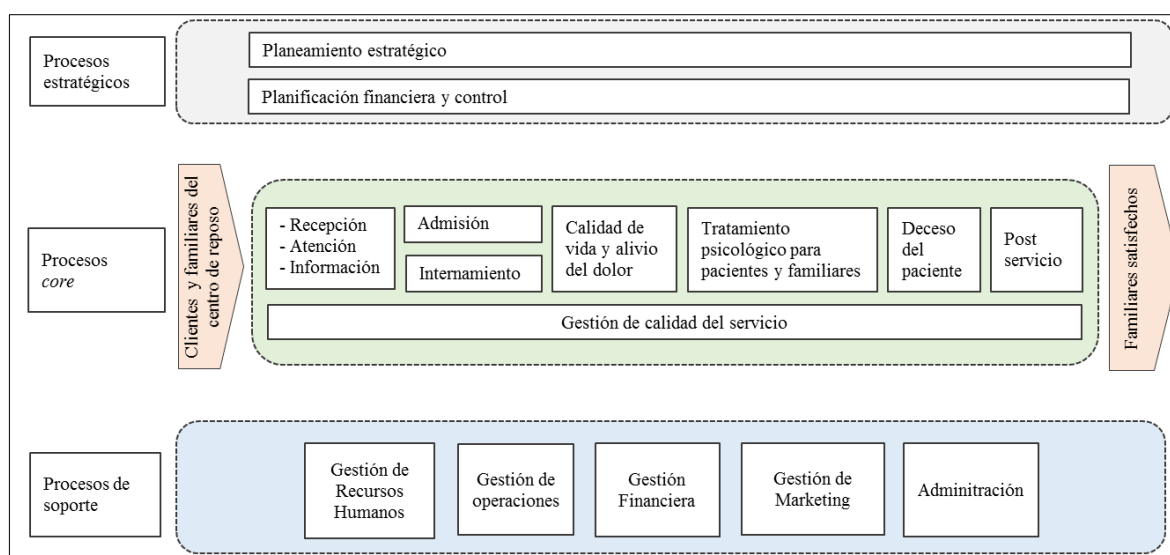 Procesos
estratégicos
Planeamiento estratégico
Planificación financiera y control
Procesos
core
Clientes y familiares del
centro de reposo
- Recepción
- Atención
- Información
Admisión
Internamiento
Calidad de
vida y alivio
del dolor
Tratamiento
psicológico para
pacientes y familiares
Deceso
del
paciente
Post
servicio
Gestión de calidad del servicio
Familiares satisfechos
Procesos de
soporte
Gestión de
Recursos
Humanos
Gestión de
operaciones
Gestión
Financiera
Gestión de
Marketing
Adminitración